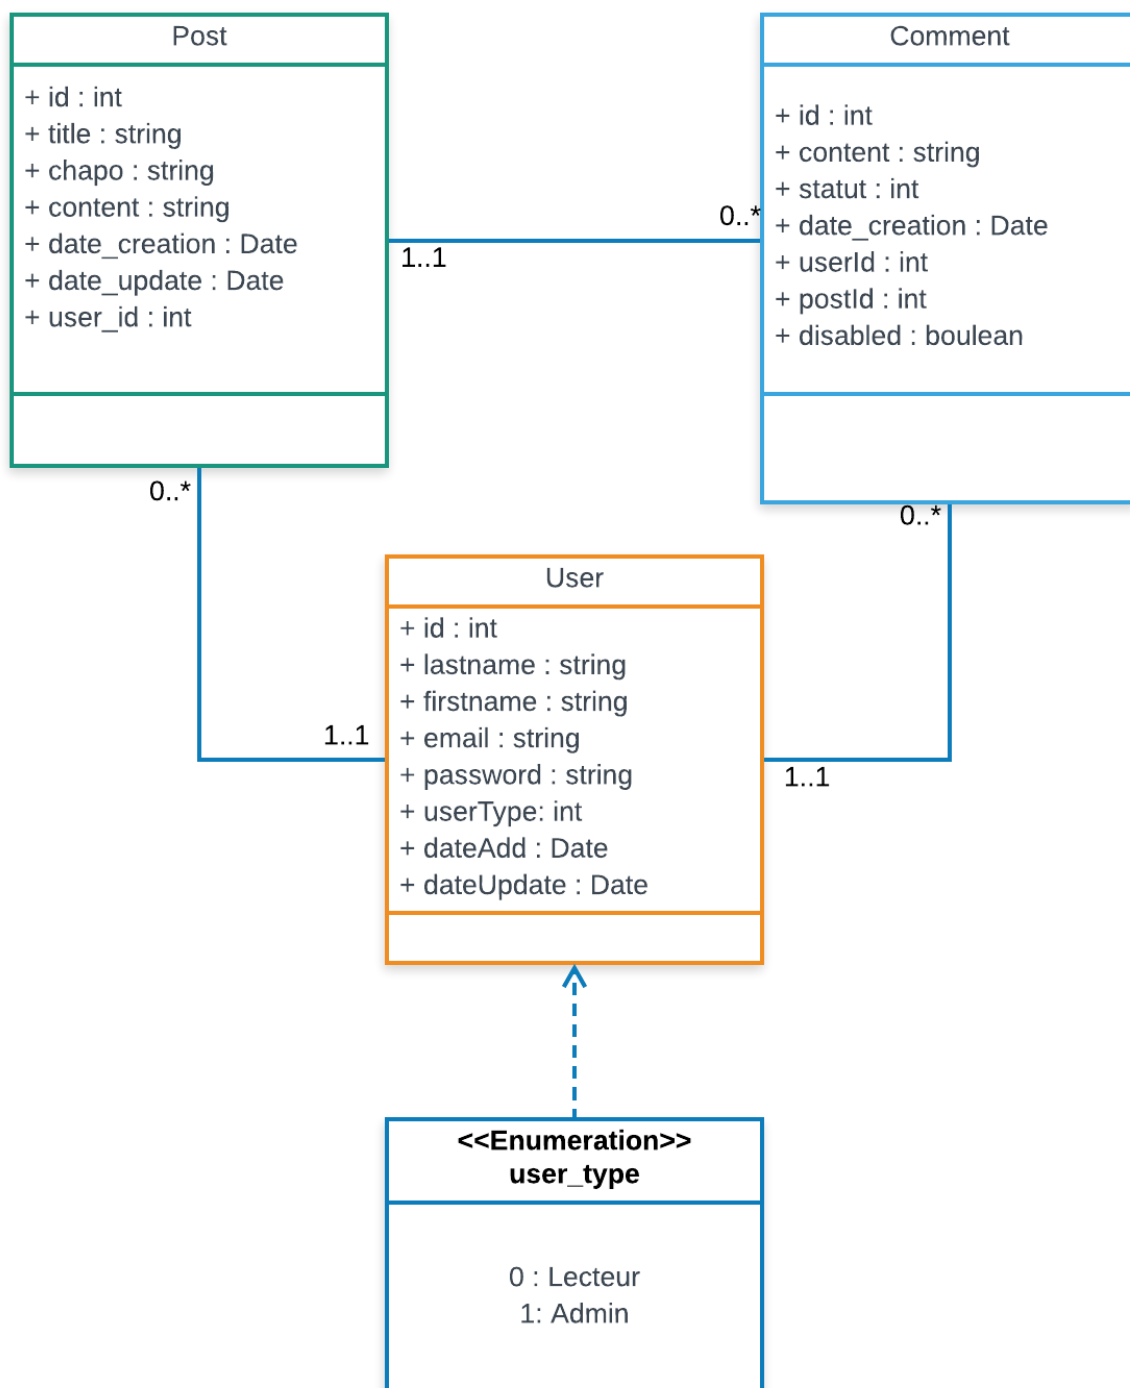 Post
+ id : int
+ title : string
+ chapo : string
+ content : string
+ date_creation : Date
+ date_update : Date
+ user_id : int
Comment
+ id : int
+ content : string
+ statut : int
+ date_creation : Date
+ userId : int
+ postId : int
+ disabled : boulean
1..1
0..*
0..*
1..1
0..*
1..1
User
+ id : int
+ lastname : string
+ firstname : string
+ email : string
+ password : string
+ userType: int
+ dateAdd : Date
+ dateUpdate : Date
<<Enumeration>>
user_type
0 : Lecteur
1: Admin